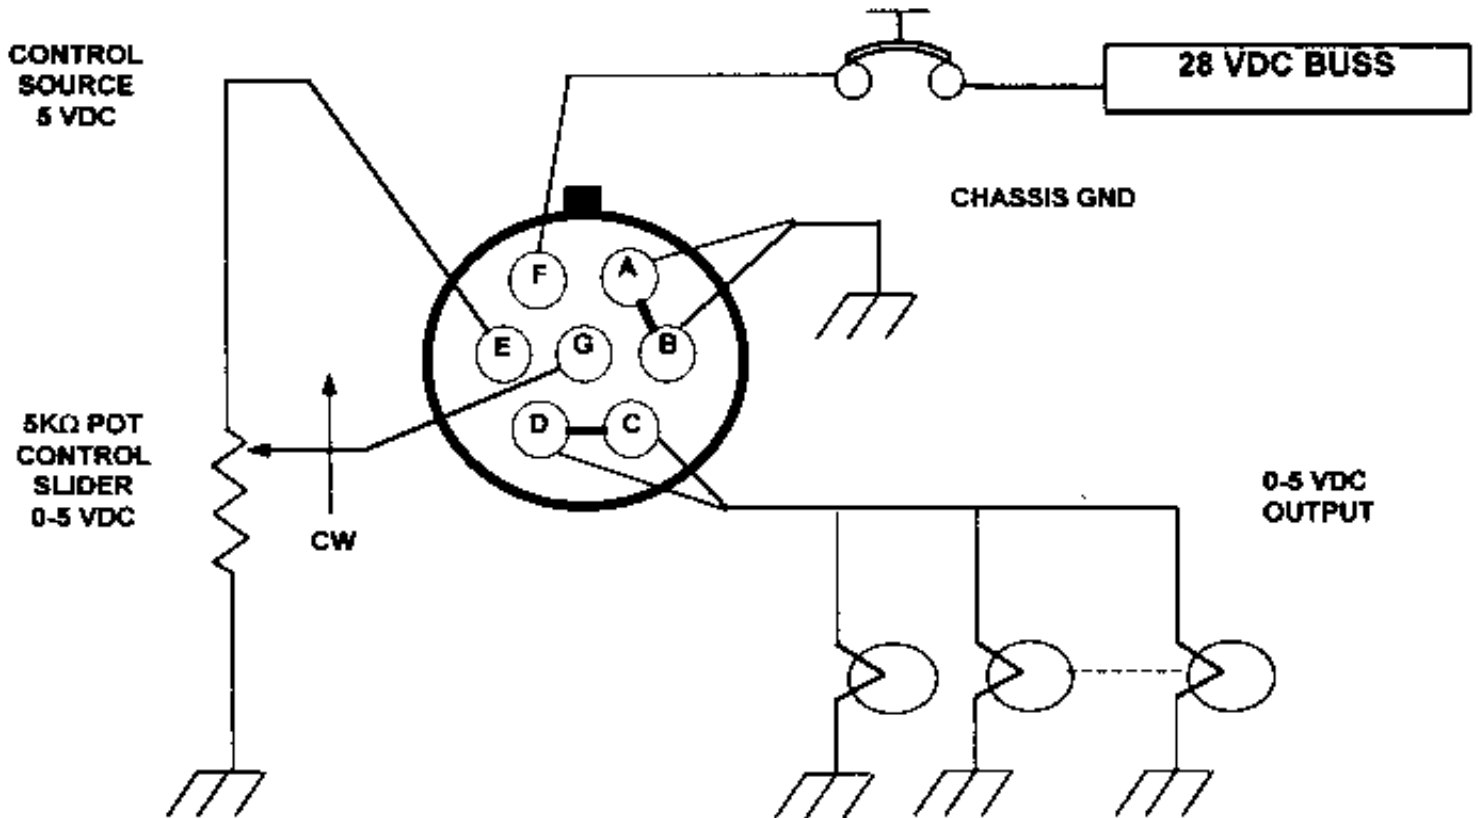 CONTROL
SOURCE
5 VDC
28 VDC BUSS
CHASSIS GND
F
A
E
G
B
D
C
5KΩ POT
CONTROL
SLIDER
0-5 VDC
CW
0-5 VDC
OUTPUT